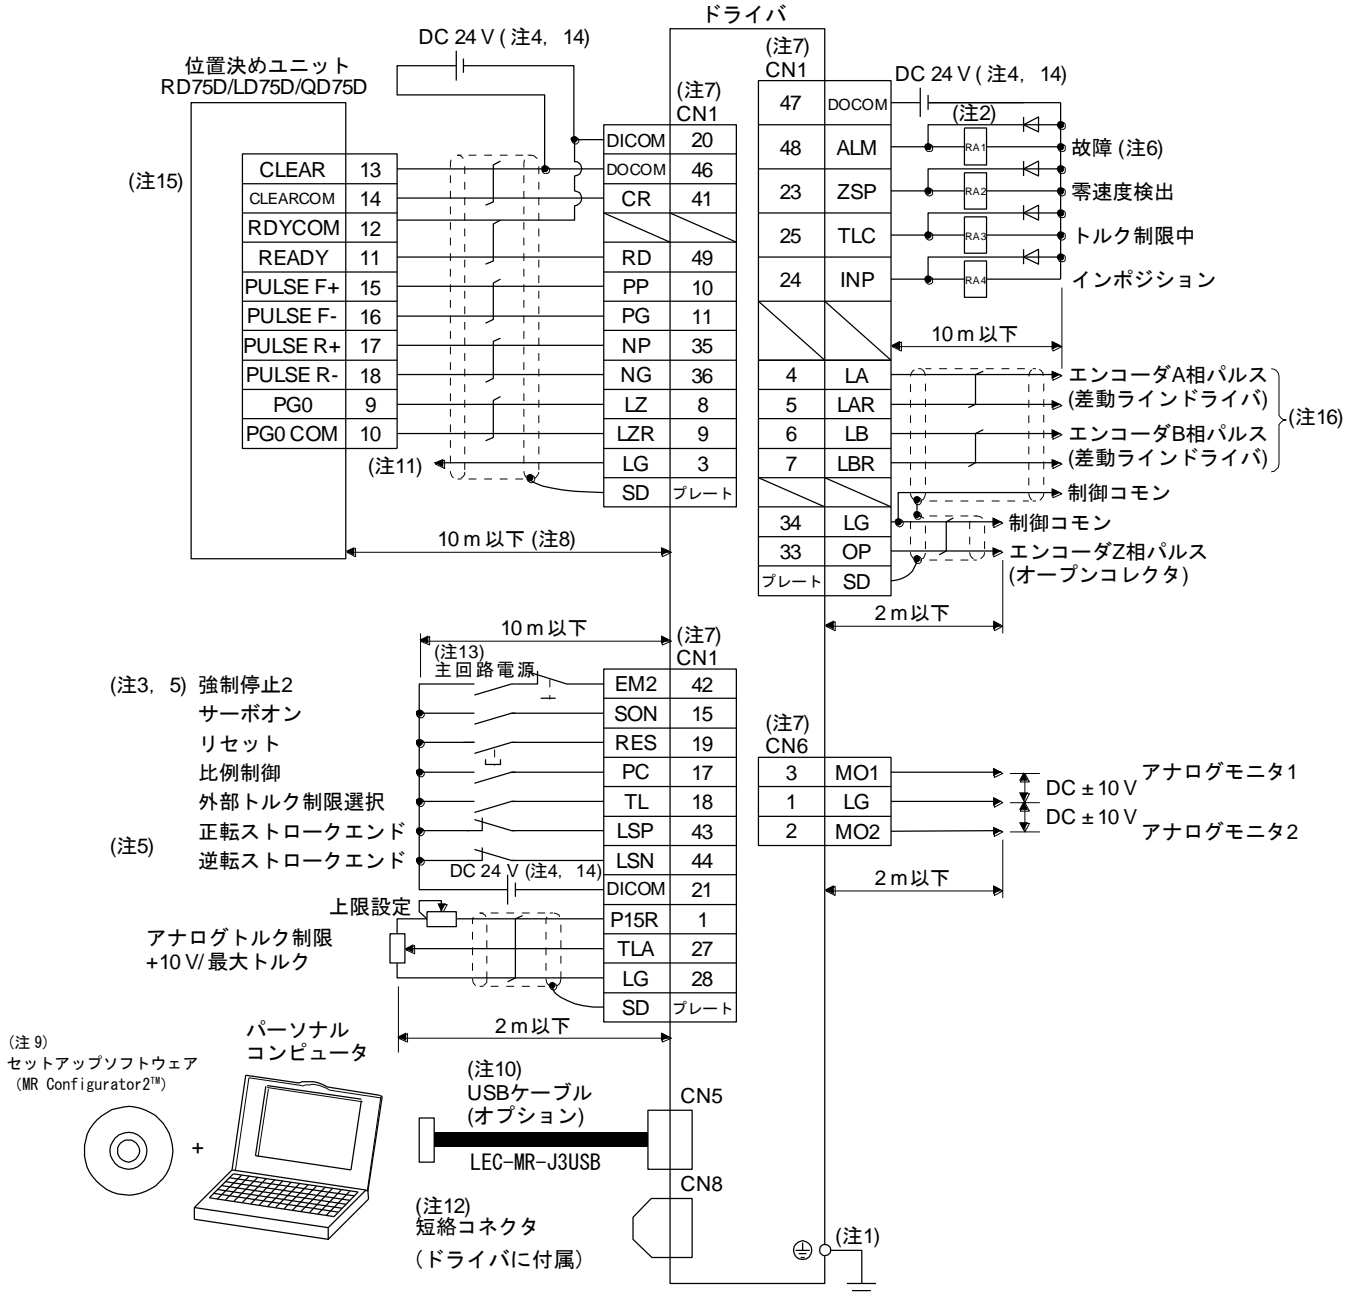 ドライバ
DC 24 V (注4, 14)
位置決めユニット
RD75D/LD75D/QD75D
(注7)
CN1
(注15)
CLEAR 13
CLEARCOM 14
RDYCOM 12
READY 11
PULSE F+ 15
PULSE F- 16
PULSE R+ 17
PULSE R- 18
PG0 9
PG0 COM 10
DICOM 20
DOCOM 46
CR 41
RD 49
PP 10
PG 11
NP 35
NG 36
LZ 8
LZR 9
LG 3
SD プレート
(注11)
10 m 以下 (注8)
(注7)
CN1
DC 24 V (注4, 14)
47 DOCOM
(注2)
48 ALM RA1 故障 (注6)
23 ZSP RA2 零速度検出
25 TLC RA3 トルク制限中
24 INP RA4 インポジション
10 m 以下
4 LA エンコーダA相パルス
5 LAR (差動ラインドライバ)
6 LB エンコーダB相パルス
7 LBR (差動ラインドライバ)
(注16)
制御コモン
34 LG 制御コモン
33 OP エンコーダZ相パルス
(オープンコレクタ)
プレート SD
2 m 以下
10 m 以下
(注7)
CN1
(注13)
主回路電源
(注3, 5) 強制停止2 EM2 42
サーボオン SON 15
リセット RES 19
比例制御 PC 17
外部トルク制限選択 TL 18
正転ストロークエンド LSP 43
(注5)
逆転ストロークエンド LSN 44
DC 24 V (注4, 14)
DICOM 21
上限設定
P15R 1
アナログトルク制限
+10 V/最大トルク
TLA 27
LG 28
SD プレート
2 m 以下
(注7)
CN6
3 MO1 アナログモニタ1
DC ± 10 V
1 LG
DC ± 10 V
2 MO2 アナログモニタ2
2 m 以下
(注 9)
セットアップソフトウェア
(MR Configurator2™)
+
パーソナル
コンピュータ
(注10)
USBケーブル
(オプション)
LEC-MR-J3USB
CN5
CN8
(注12)
短絡コネクタ
(ドライバに付属)
(注1)